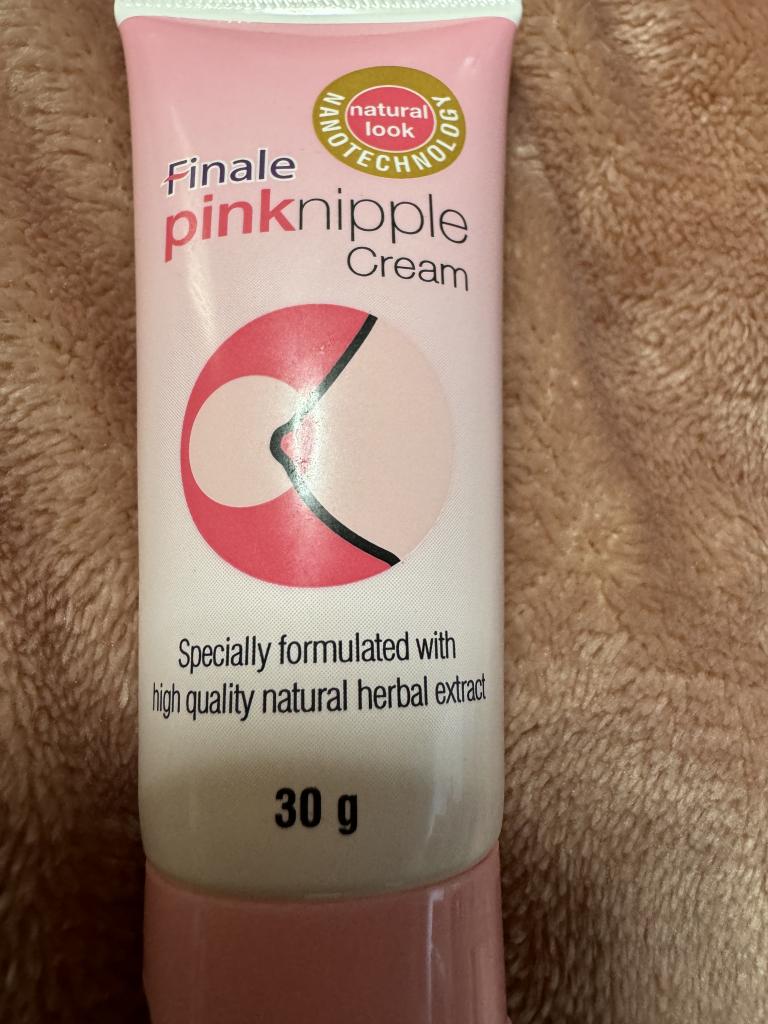 natural
look
NANOTECHNOLOGY
Finale
pinknipple
Cream
Specially formulated with
high quality natural herbal extract
30 g